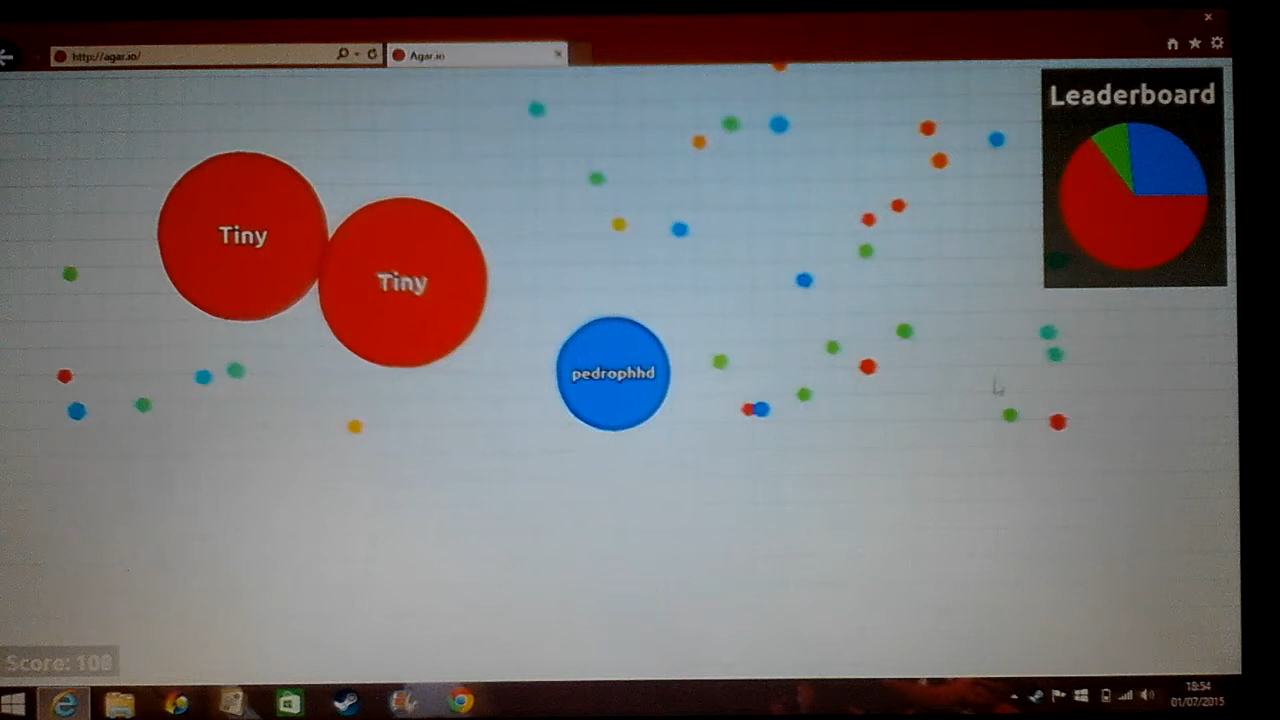 http://agar.io/
Agar.io
Leaderboard
Tiny
Tiny
pedrophhd
Score: 108
18:54
01/07/2015